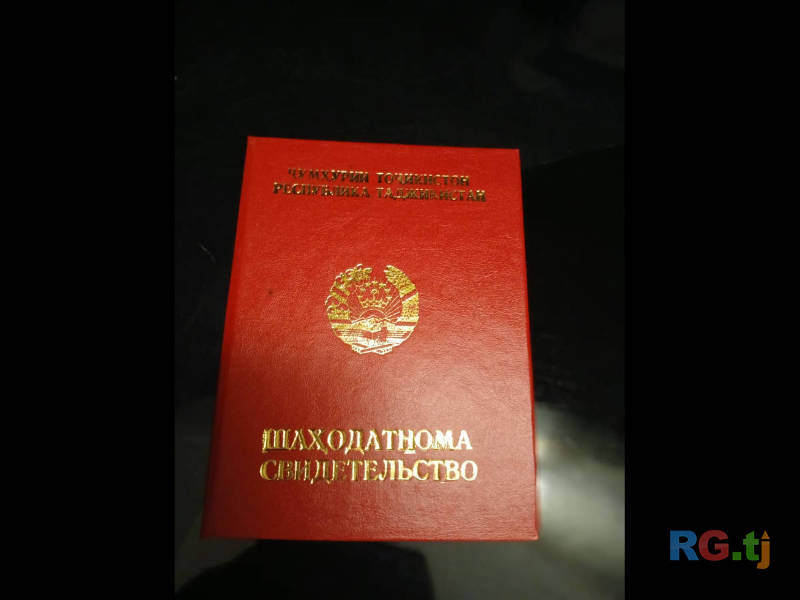 ҶУМҲУРИИ ТОҶИКИСТОН
РЕСПУБЛИКА ТАДЖИКИСТАН
ШАҲОДАТНОМА
СВИДЕТЕЛЬСТВО
RG.tj